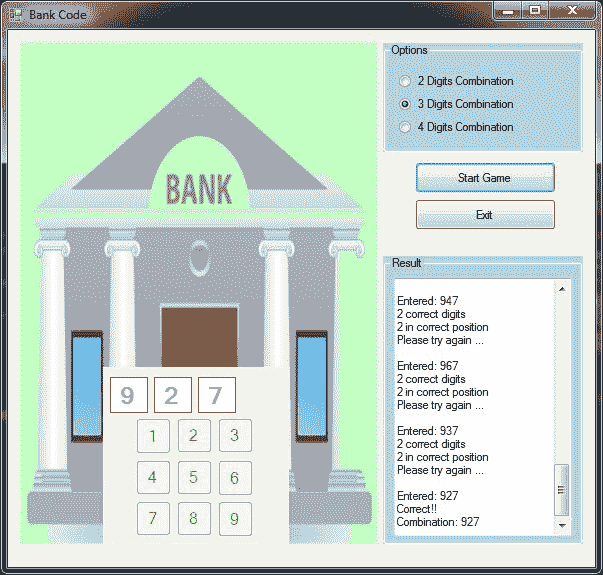 Bank Code
BANK
9 2 7
1 2 3
4 5 6
7 8 9
Options
2 Digits Combination
3 Digits Combination
4 Digits Combination
Start Game
Exit
Result
Entered: 947
2 correct digits
2 in correct position
Please try again ...
Entered: 967
2 correct digits
2 in correct position
Please try again ...
Entered: 937
2 correct digits
2 in correct position
Please try again ...
Entered: 927
Correct!!
Combination: 927